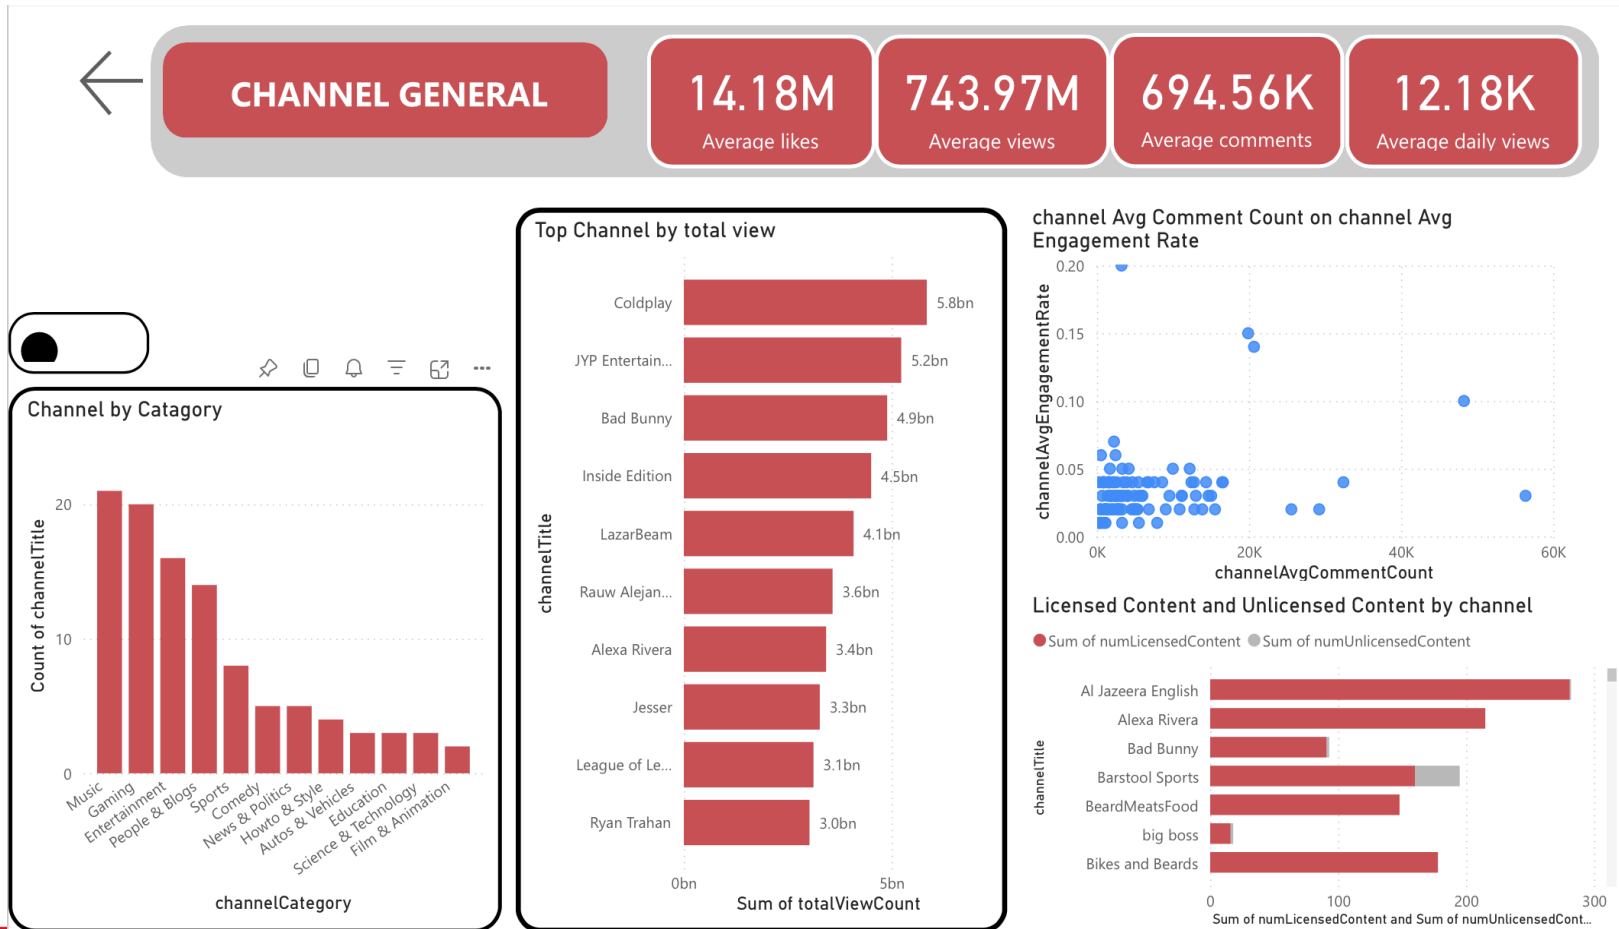 CHANNEL GENERAL
14.18M
Average likes
743.97M
Average views
694.56K
Average comments
12.18K
Average daily views
Channel by Catagory
Count of channelTitle
20
10
0
Music
Gaming
Entertainment
People & Blogs
Sports
Comedy
News & Politics
Howto & Style
Autos & Vehicles
Education
Science & Technology
Film & Animation
channelCategory
Top Channel by total view
channelTitle
Coldplay
5.8bn
JYP Entertain...
5.2bn
Bad Bunny
4.9bn
Inside Edition
4.5bn
LazarBeam
4.1bn
Rauw Alejan...
3.6bn
Alexa Rivera
3.4bn
Jesser
3.3bn
League of Le...
3.1bn
Ryan Trahan
3.0bn
0bn
5bn
Sum of totalViewCount
channel Avg Comment Count on channel Avg
Engagement Rate
channelAvgEngagementRate
0.20
0.15
0.10
0.05
0.00
0K
20K
40K
60K
channelAvgCommentCount
Licensed Content and Unlicensed Content by channel
Sum of numLicensedContent
Sum of numUnlicensedContent
channelTitle
Al Jazeera English
Alexa Rivera
Bad Bunny
Barstool Sports
BeardMeatsFood
big boss
Bikes and Beards
0
100
200
300
Sum of numLicensedContent and Sum of numUnlicensedCont...